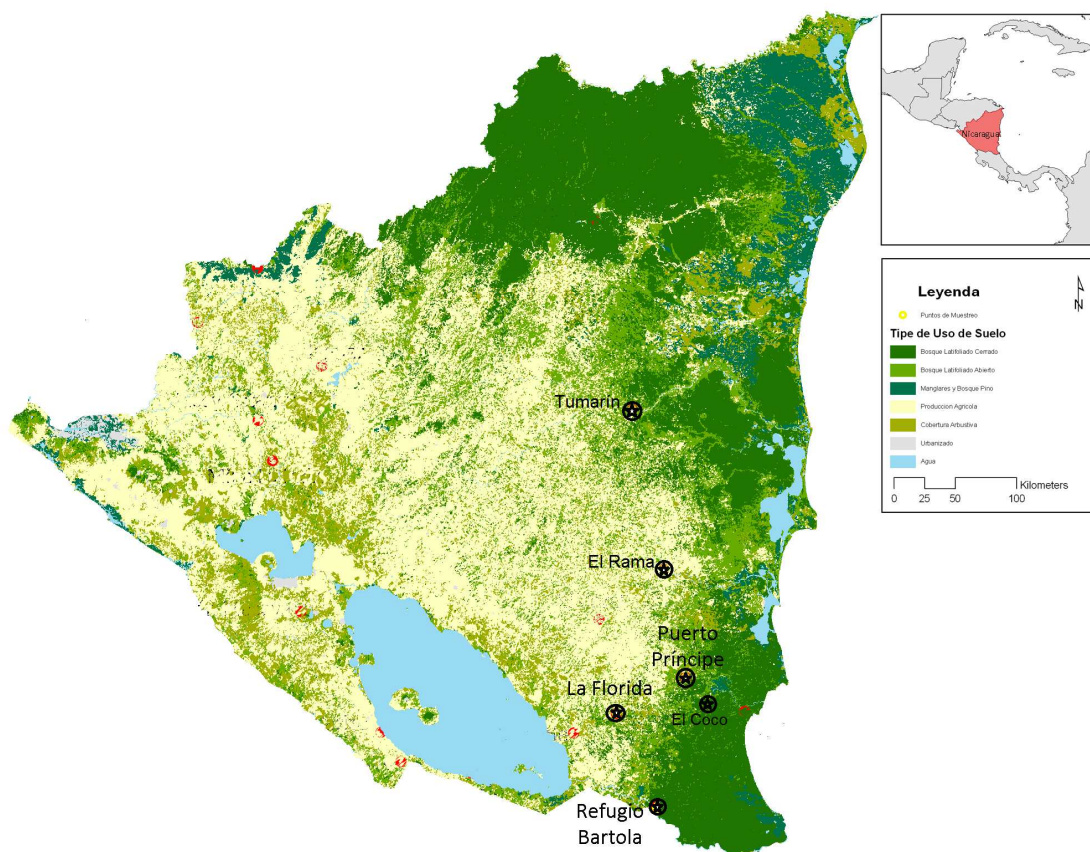 Nicaragual
Leyenda
N
Puntos de Muestreo
Tipe de Uso de Suelo
Bosque Latifoliado Cerrado
Bosque Latifoliado Abierto
Manglares y Bosque Pino
Produccion Agricola
Cobertura Arbustiva
Urbanizado
Agua
Kilometers
0 25 50 100
Tumarin
El Rama
Puerto
Príncipe
La Florida
El Coco
Refugio
Bartola